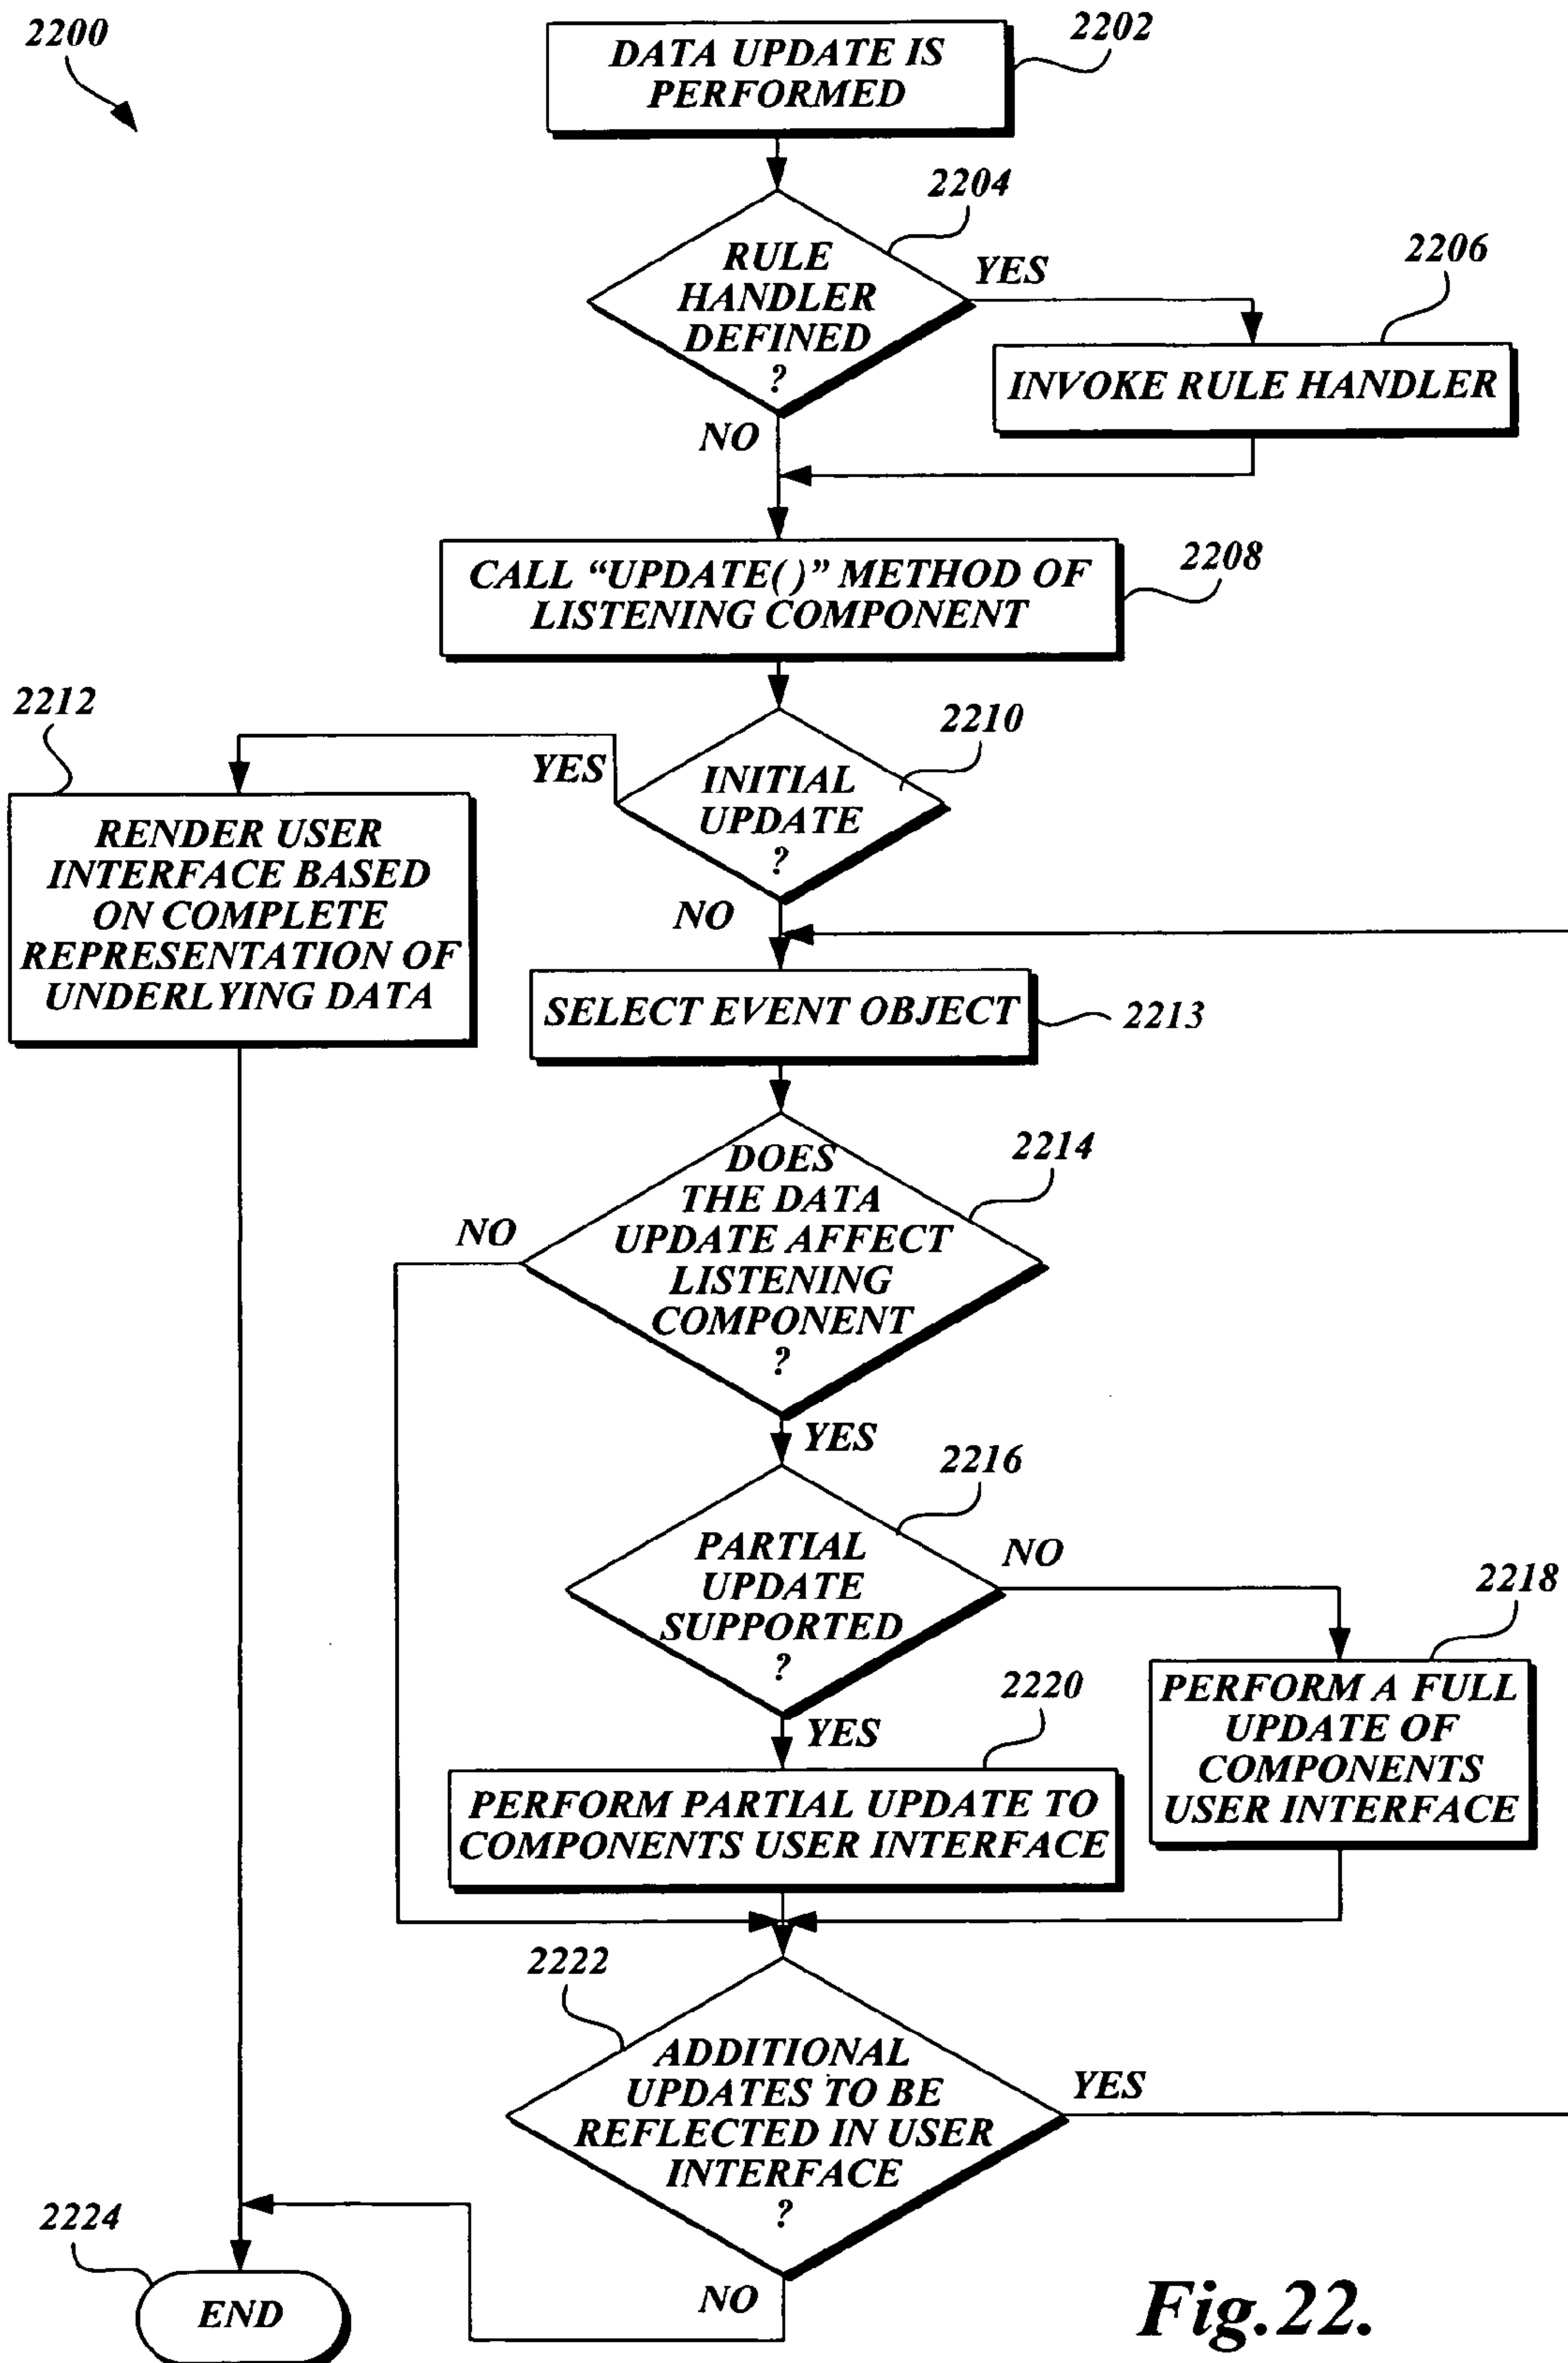 2200
2202
DATA UPDATE IS
PERFORMED
2204
RULE
HANDLER
DEFINED
?
YES
2206
INVOKE RULE HANDLER
NO
2208
CALL “UPDATE( )” METHOD OF
LISTENING COMPONENT
2212
2210
YES
INITIAL
UPDATE
?
RENDER USER
INTERFACE BASED
ON COMPLETE
REPRESENTATION OF
UNDERLYING DATA
NO
SELECT EVENT OBJECT
2213
2214
DOES
THE DATA
UPDATE AFFECT
LISTENING
COMPONENT
?
NO
YES
2216
PARTIAL
UPDATE
SUPPORTED
?
NO
2218
PERFORM A FULL
UPDATE OF
COMPONENTS
USER INTERFACE
YES
2220
PERFORM PARTIAL UPDATE TO
COMPONENTS USER INTERFACE
2222
ADDITIONAL
UPDATES TO BE
REFLECTED IN USER
INTERFACE
?
YES
NO
2224
END
Fig.22.